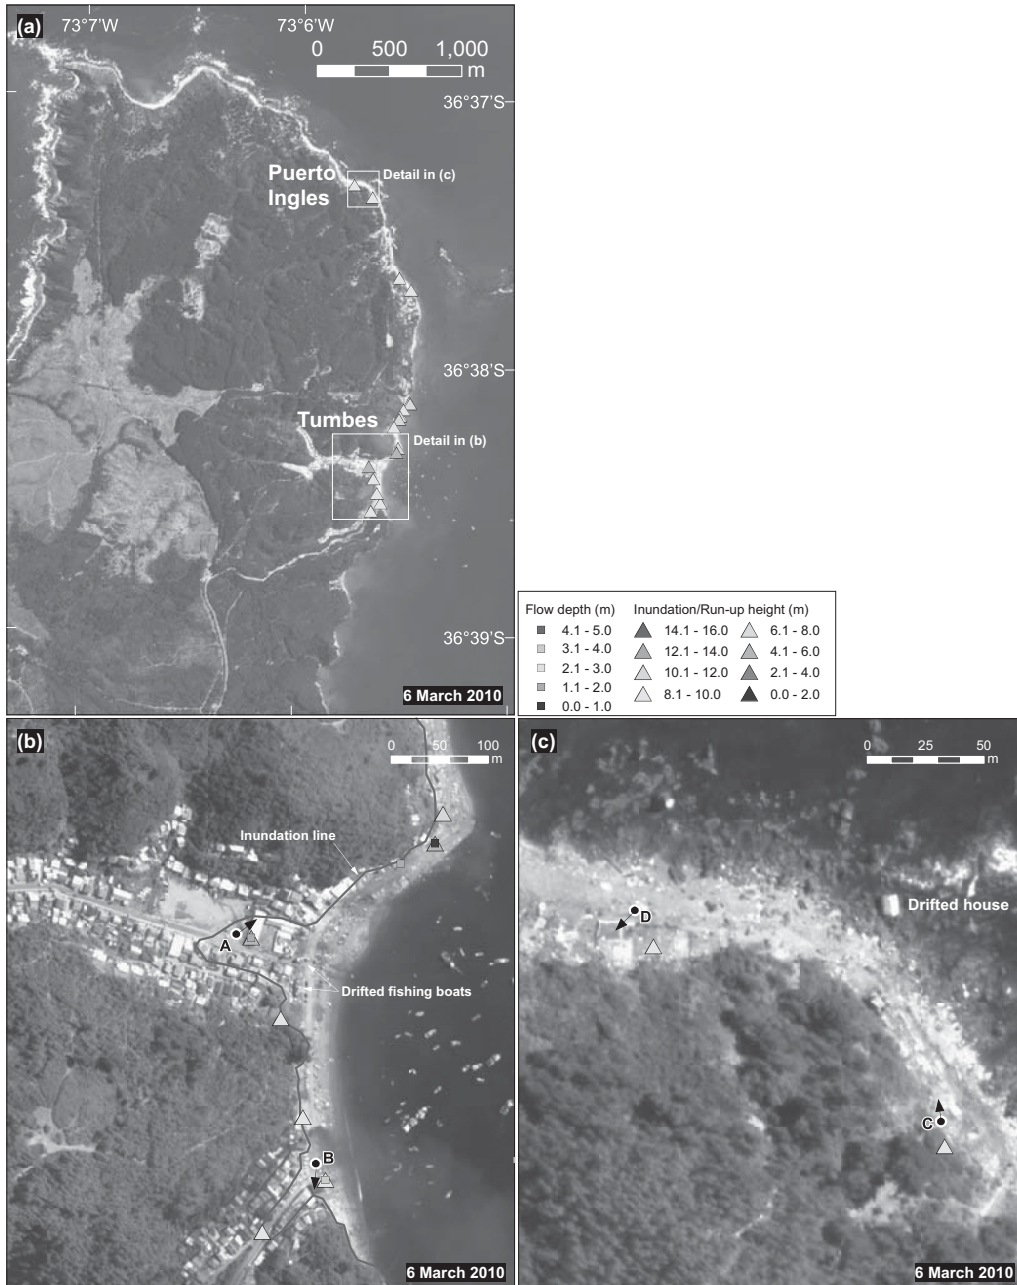 (a)
73°7'W
73°6'W
0 500 1,000
m
36°37'S
Puerto
Ingles
Detail in (c)
36°38'S
Tumbes
Detail in (b)
36°39'S
6 March 2010
Flow depth (m)
4.1 - 5.0
3.1 - 4.0
2.1 - 3.0
1.1 - 2.0
0.0 - 1.0
Inundation/Run-up height (m)
14.1 - 16.0
12.1 - 14.0
10.1 - 12.0
8.1 - 10.0
6.1 - 8.0
4.1 - 6.0
2.1 - 4.0
0.0 - 2.0
(b)
0 50 100
m
Inundation line
A
Drifted fishing boats
B
6 March 2010
(c)
0 25 50
m
Drifted house
D
C
6 March 2010